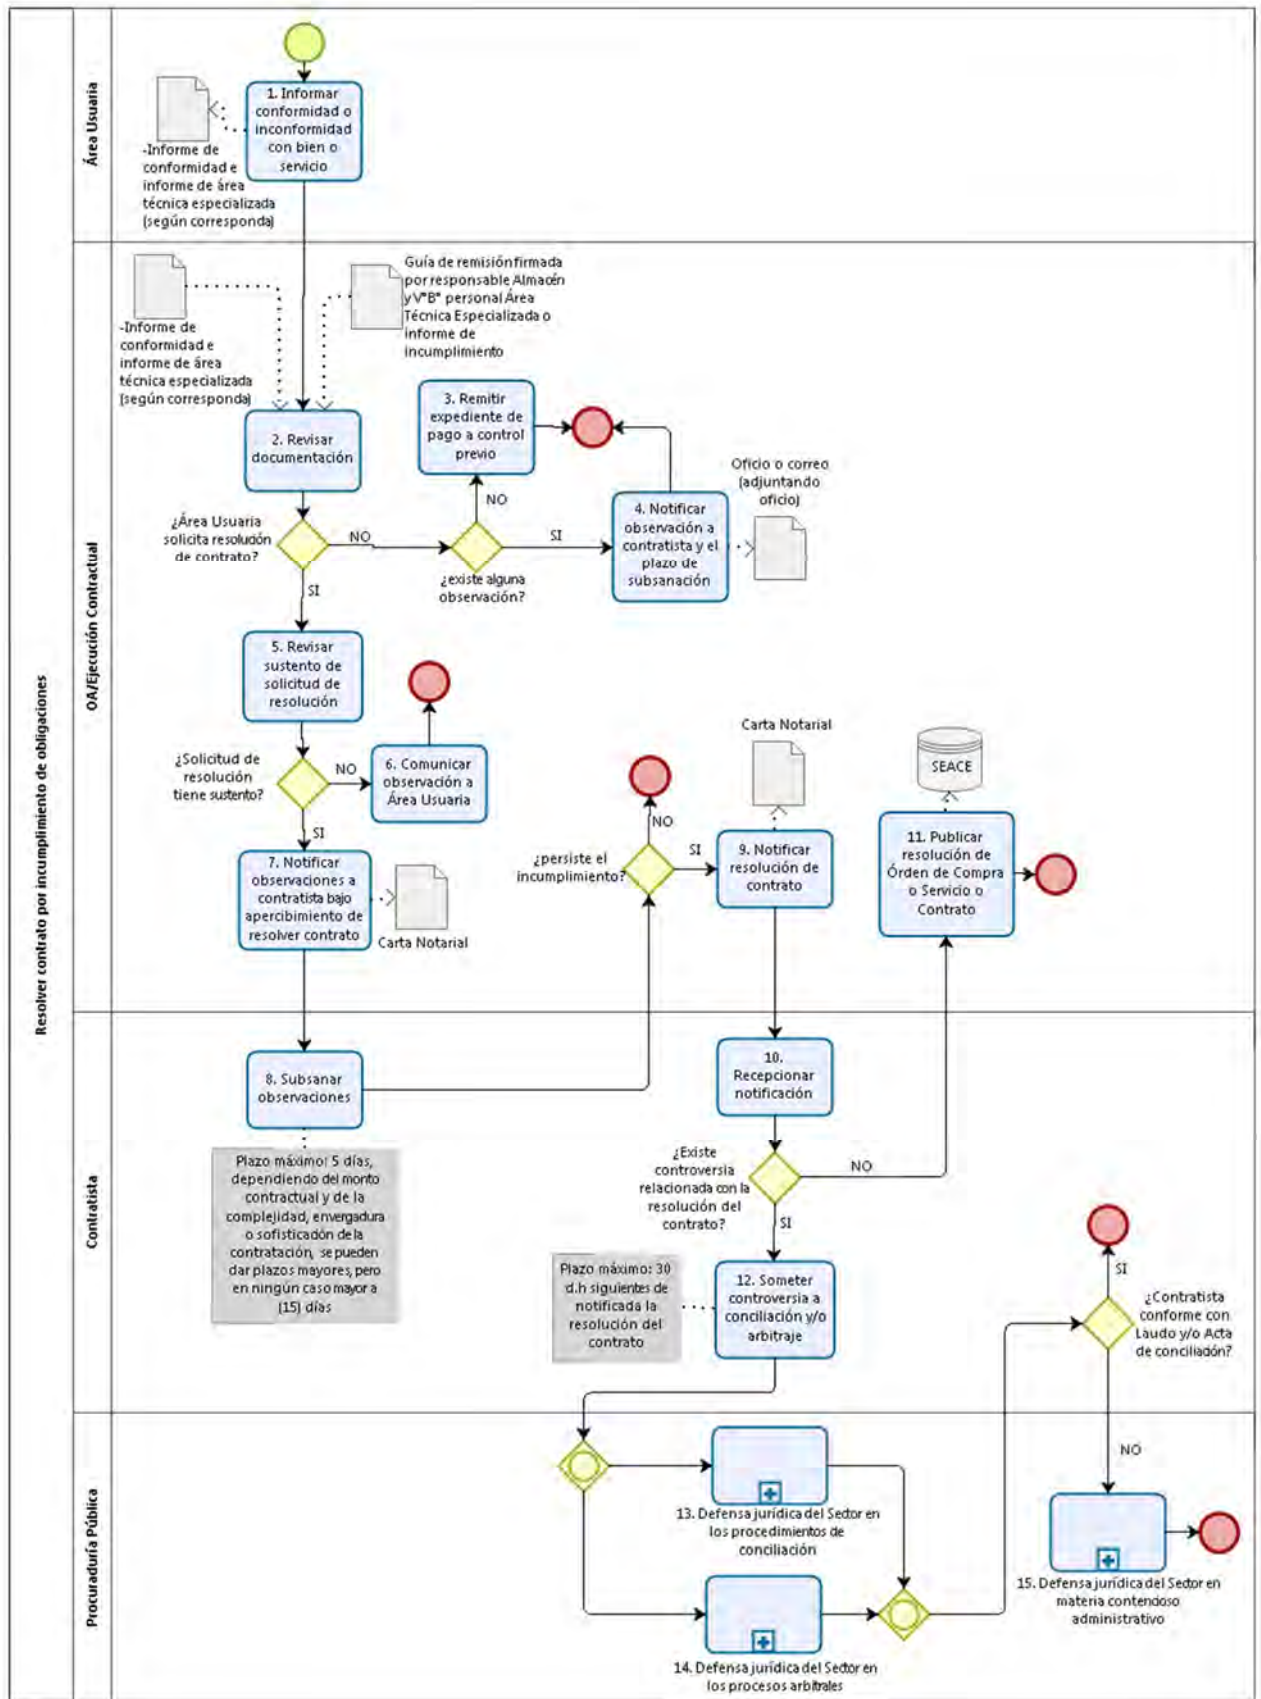 Resolver contrato por incumplimiento de obligaciones
Área Usuaria
1. Informar
conformidad o
inconformidad
con bien o
servicio
-Informe de
conformidad e
informe de área
técnica especializada
(según corresponda)
OA/Ejecución Contractual
-Informe de
conformidad e
informe de área
técnica especializada
(según corresponda)
Guía de remisión firmada
por responsable Almacén
y V°B° personal Área
Técnica Especializada o
informe de
incumplimiento
2. Revisar
documentación
3. Remitir
expediente de
pago a control
previo
Oficio o correo
(adjuntando
oficio)
4. Notificar
observación a
contratista y el
plazo de
subsanación
¿Área Usuaria
solicita resolución
de contrato?
NO
NO
SI
¿existe alguna
observación?
SI
5. Revisar
sustento de
solicitud de
resolución
¿Solicitud de
resolución
tiene sustento?
NO
6. Comunicar
observación a
Área Usuaria
SI
7. Notificar
observaciones a
contratista bajo
apercibimiento de
resolver contrato
Carta Notarial
¿persiste el
incumplimiento?
NO
SI
Carta Notarial
9. Notificar
resolución de
contrato
SEACE
11. Publicar
resolución de
Órden de Compra
o Servicio o
Contrato
Contratista
8. Subsanar
observaciones
Plazo máximo: 5 días,
dependiendo del monto
contractual y de la
complejidad, envergadura
o sofisticación de la
contratación, se pueden
dar plazos mayores, pero
en ningún caso mayor a
(15) días
10.
Recepcionar
notificación
¿Existe
controversia
relacionada con la
resolución del
contrato?
NO
SI
Plazo máximo: 30
d.h siguientes de
notificada la
resolución del
contrato
12. Someter
controversia a
conciliación y/o
arbitraje
SI
¿Contratista
conforme con
Laudo y/o Acta
de conciliación?
NO
Procuraduría Pública
13. Defensa jurídica del Sector en
los procedimientos de
conciliación
14. Defensa jurídica del Sector en
los procesos arbitrales
15. Defensa jurídica del Sector en
materia contencioso
administrativo